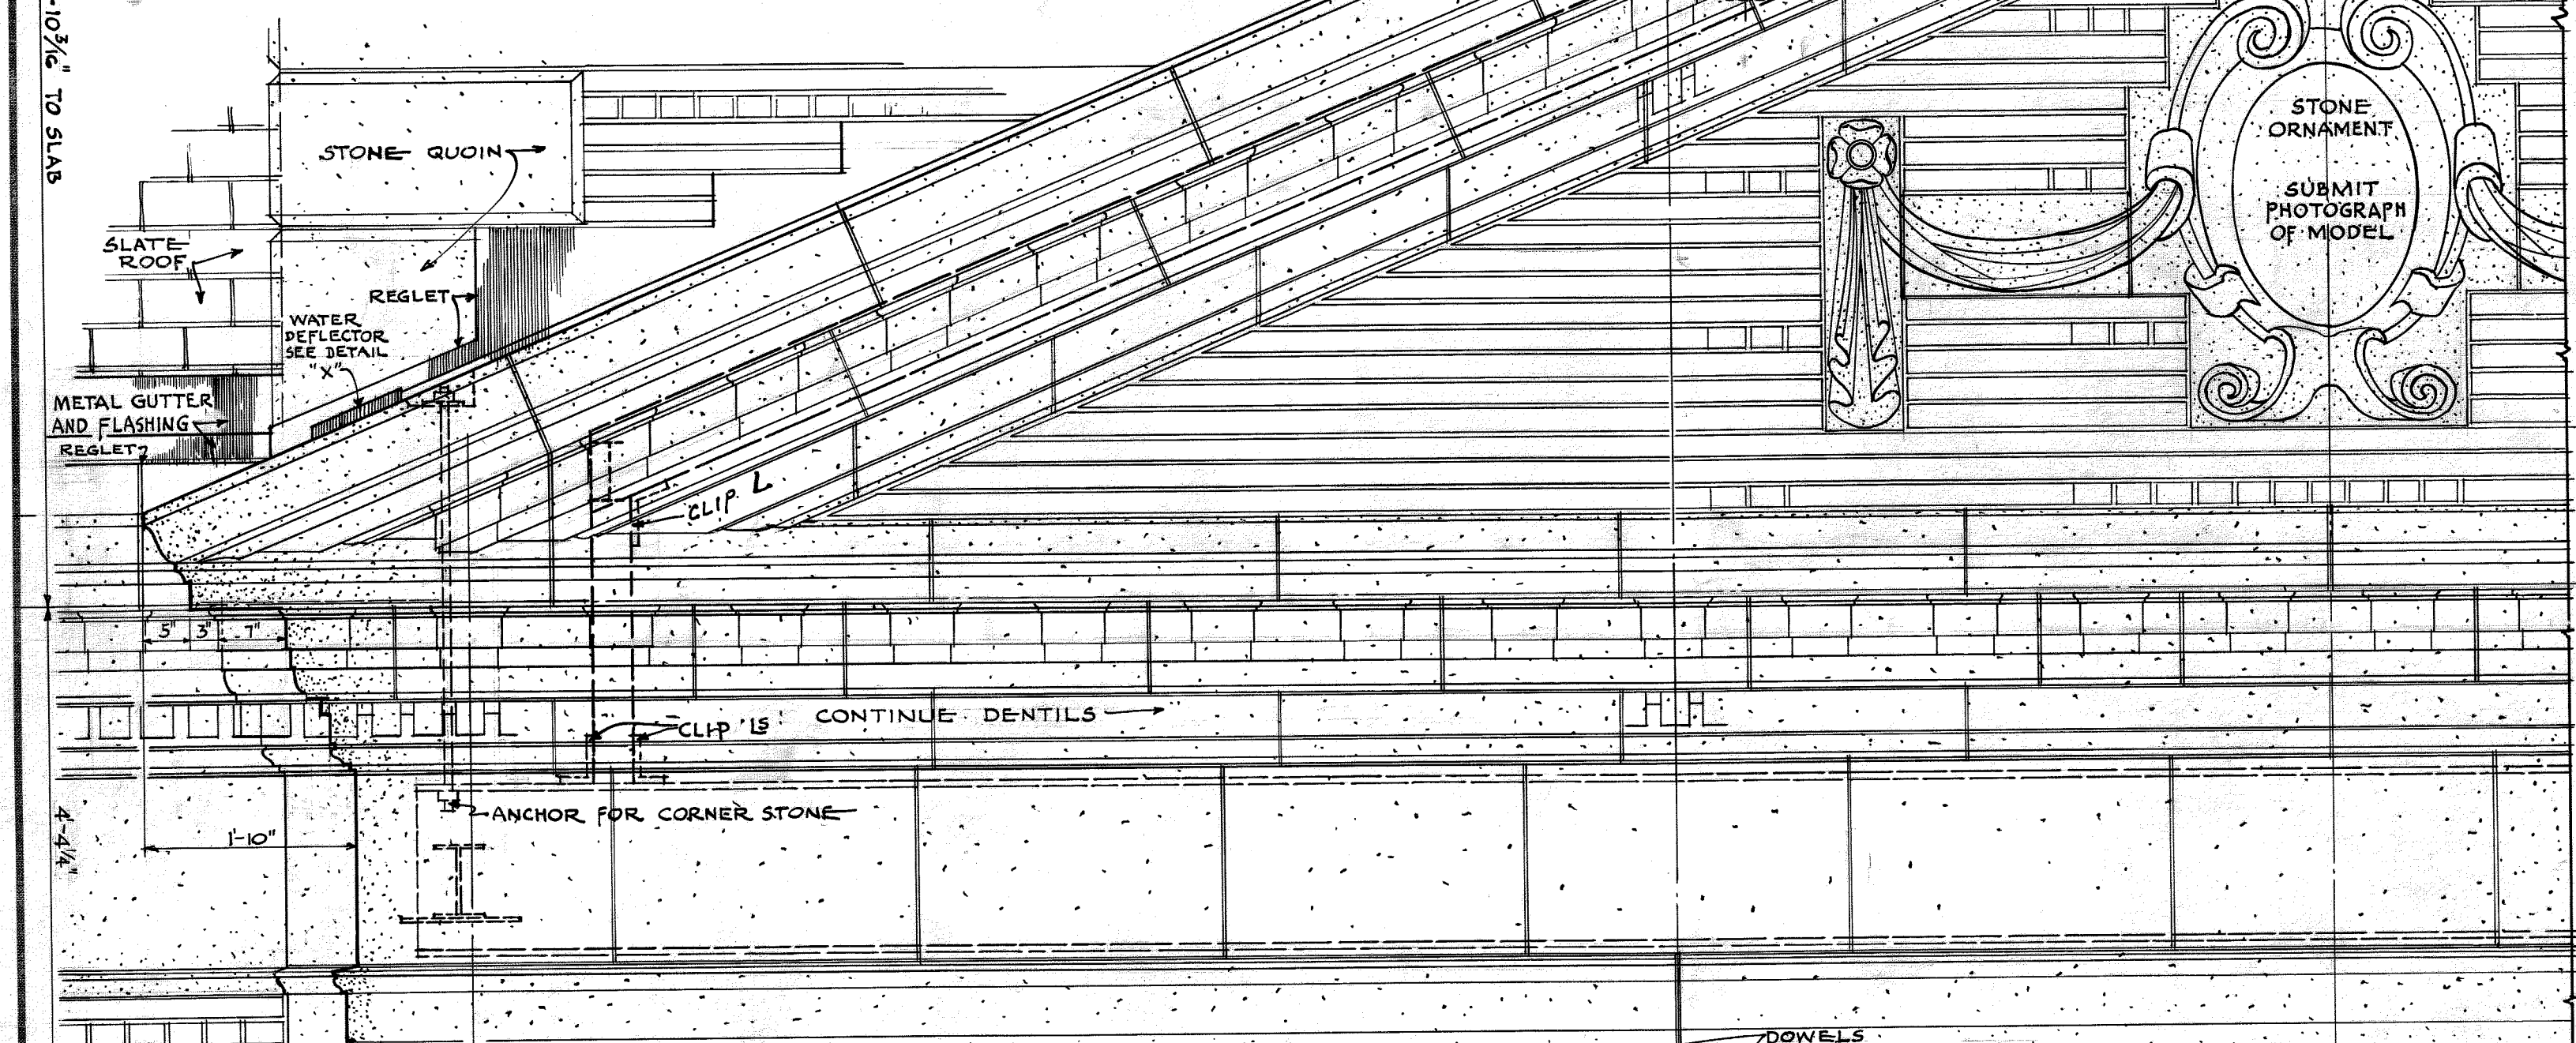 -10 3/16" TO SLAB
STONE QUOIN
SLATE
ROOF
REGLET
WATER
DEFLECTOR
SEE DETAIL
"X"
METAL GUTTER
AND FLASHING
REGLET
STONE
ORNAMENT
SUBMIT
PHOTOGRAPH
OF MODEL
CLIP L
5" 3" 7"
CONTINUE DENTILS
CLIP Ls
ANCHOR FOR CORNER STONE
1'-10"
4'-4 1/4"
DOWELS